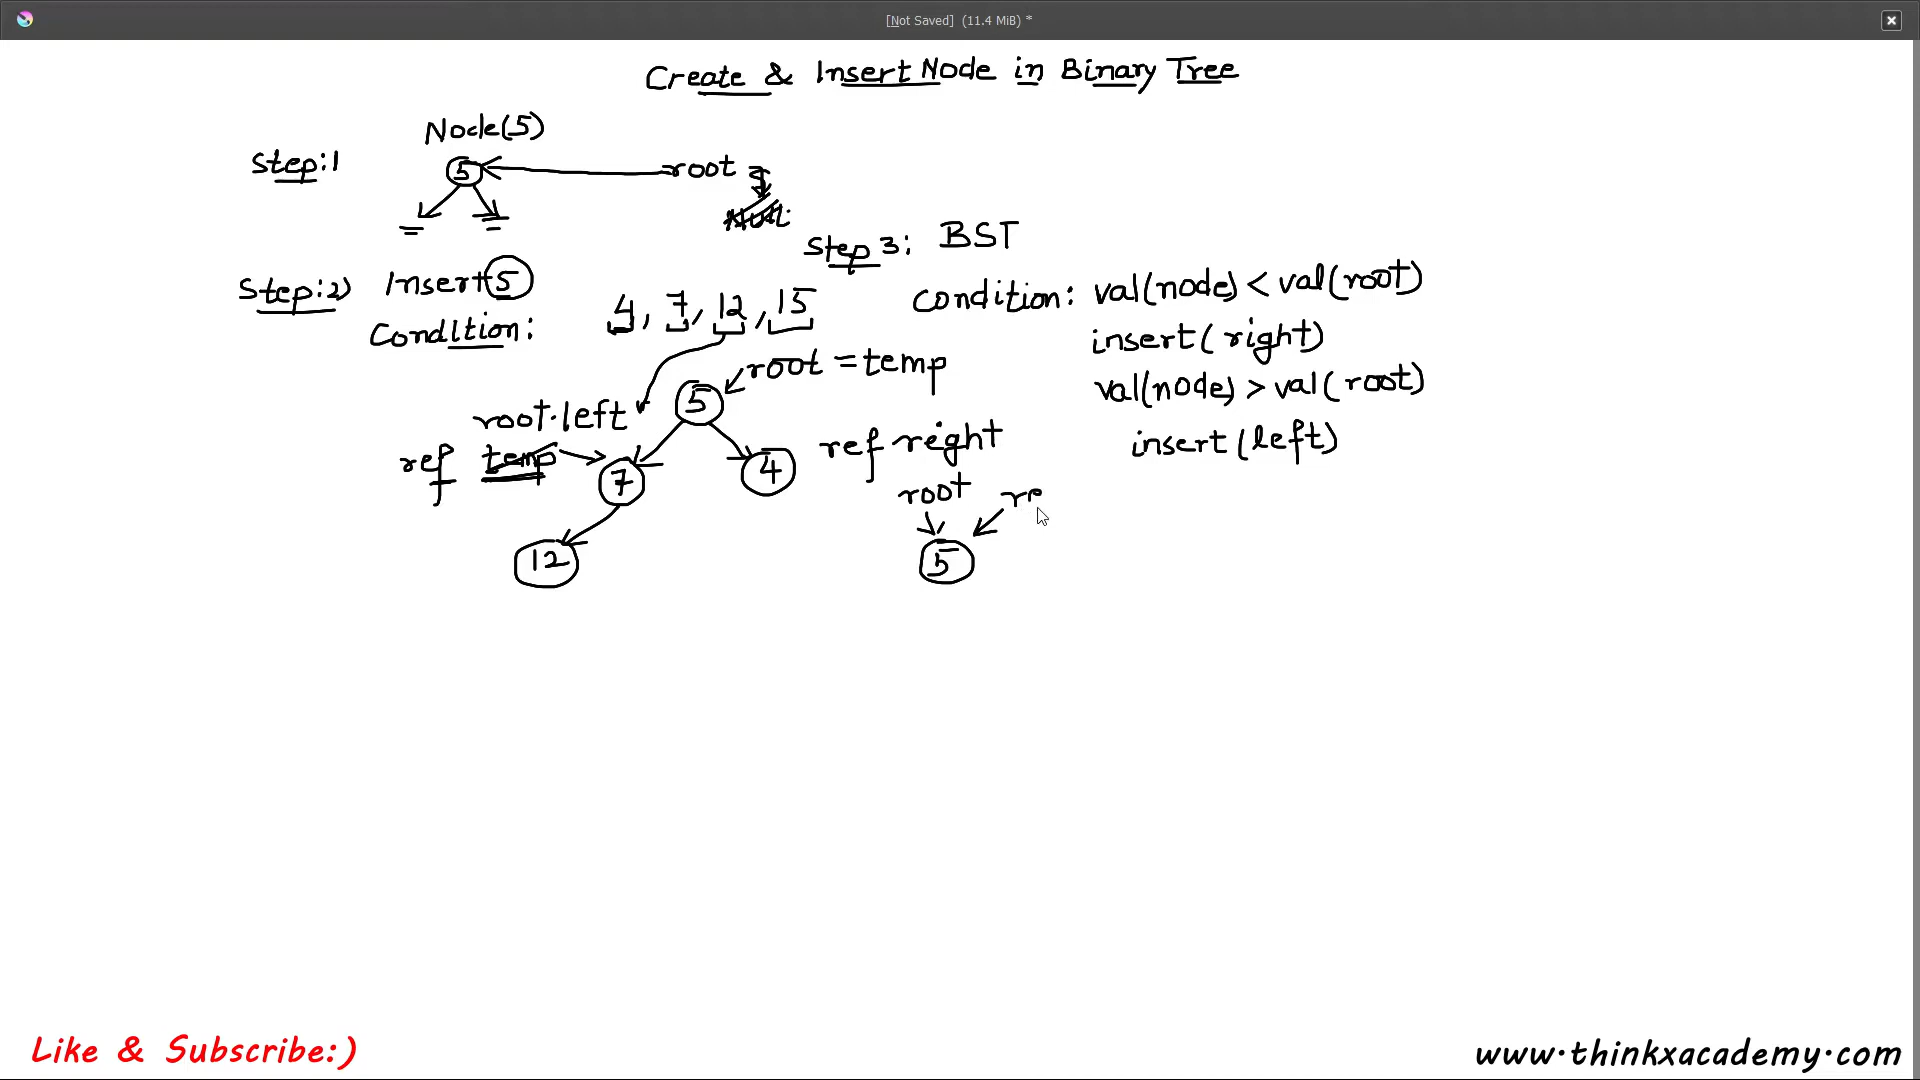 [Not Saved] (11.4 MiB) *
Create & Insert Node in Binary Tree
Node(5)
Step:1
5
root
Null
Step 3: BST
Step:2) Insert 5
Condition: val(node) < val(root)
4, 7, 12, 15
Condition:
insert(right)
root = temp
val(node) > val(root)
5
root.left
insert(left)
ref temp
7
4
ref right
root
re
12
5
Like & Subscribe:)
www.thinkxacademy.com